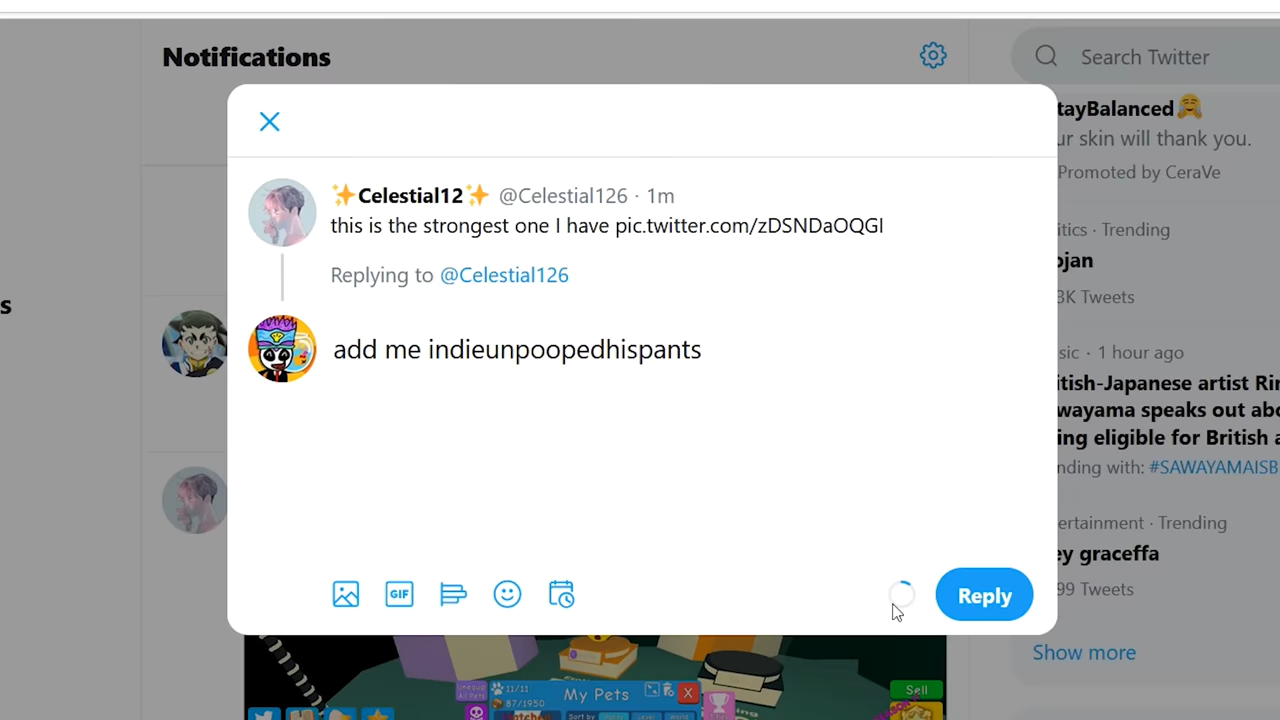 Notifications
Search Twitter
✨Celestial12✨ @Celestial126 · 1m
this is the strongest one I have pic.twitter.com/zDSNDaOQGI
Replying to @Celestial126
add me indieunpoopedhispants
GIF
Reply
tayBalanced🤗
ur skin will thank you.
Promoted by CeraVe
itics · Trending
ojan
3K Tweets
sic · 1 hour ago
itish-Japanese artist Rin
wayama speaks out abo
ing eligible for British a
nding with: #SAWAYAMAISB
ertainment · Trending
ey graceffa
99 Tweets
Show more
s
11/11
87/1950
My Pets
X
Sell
Sort by